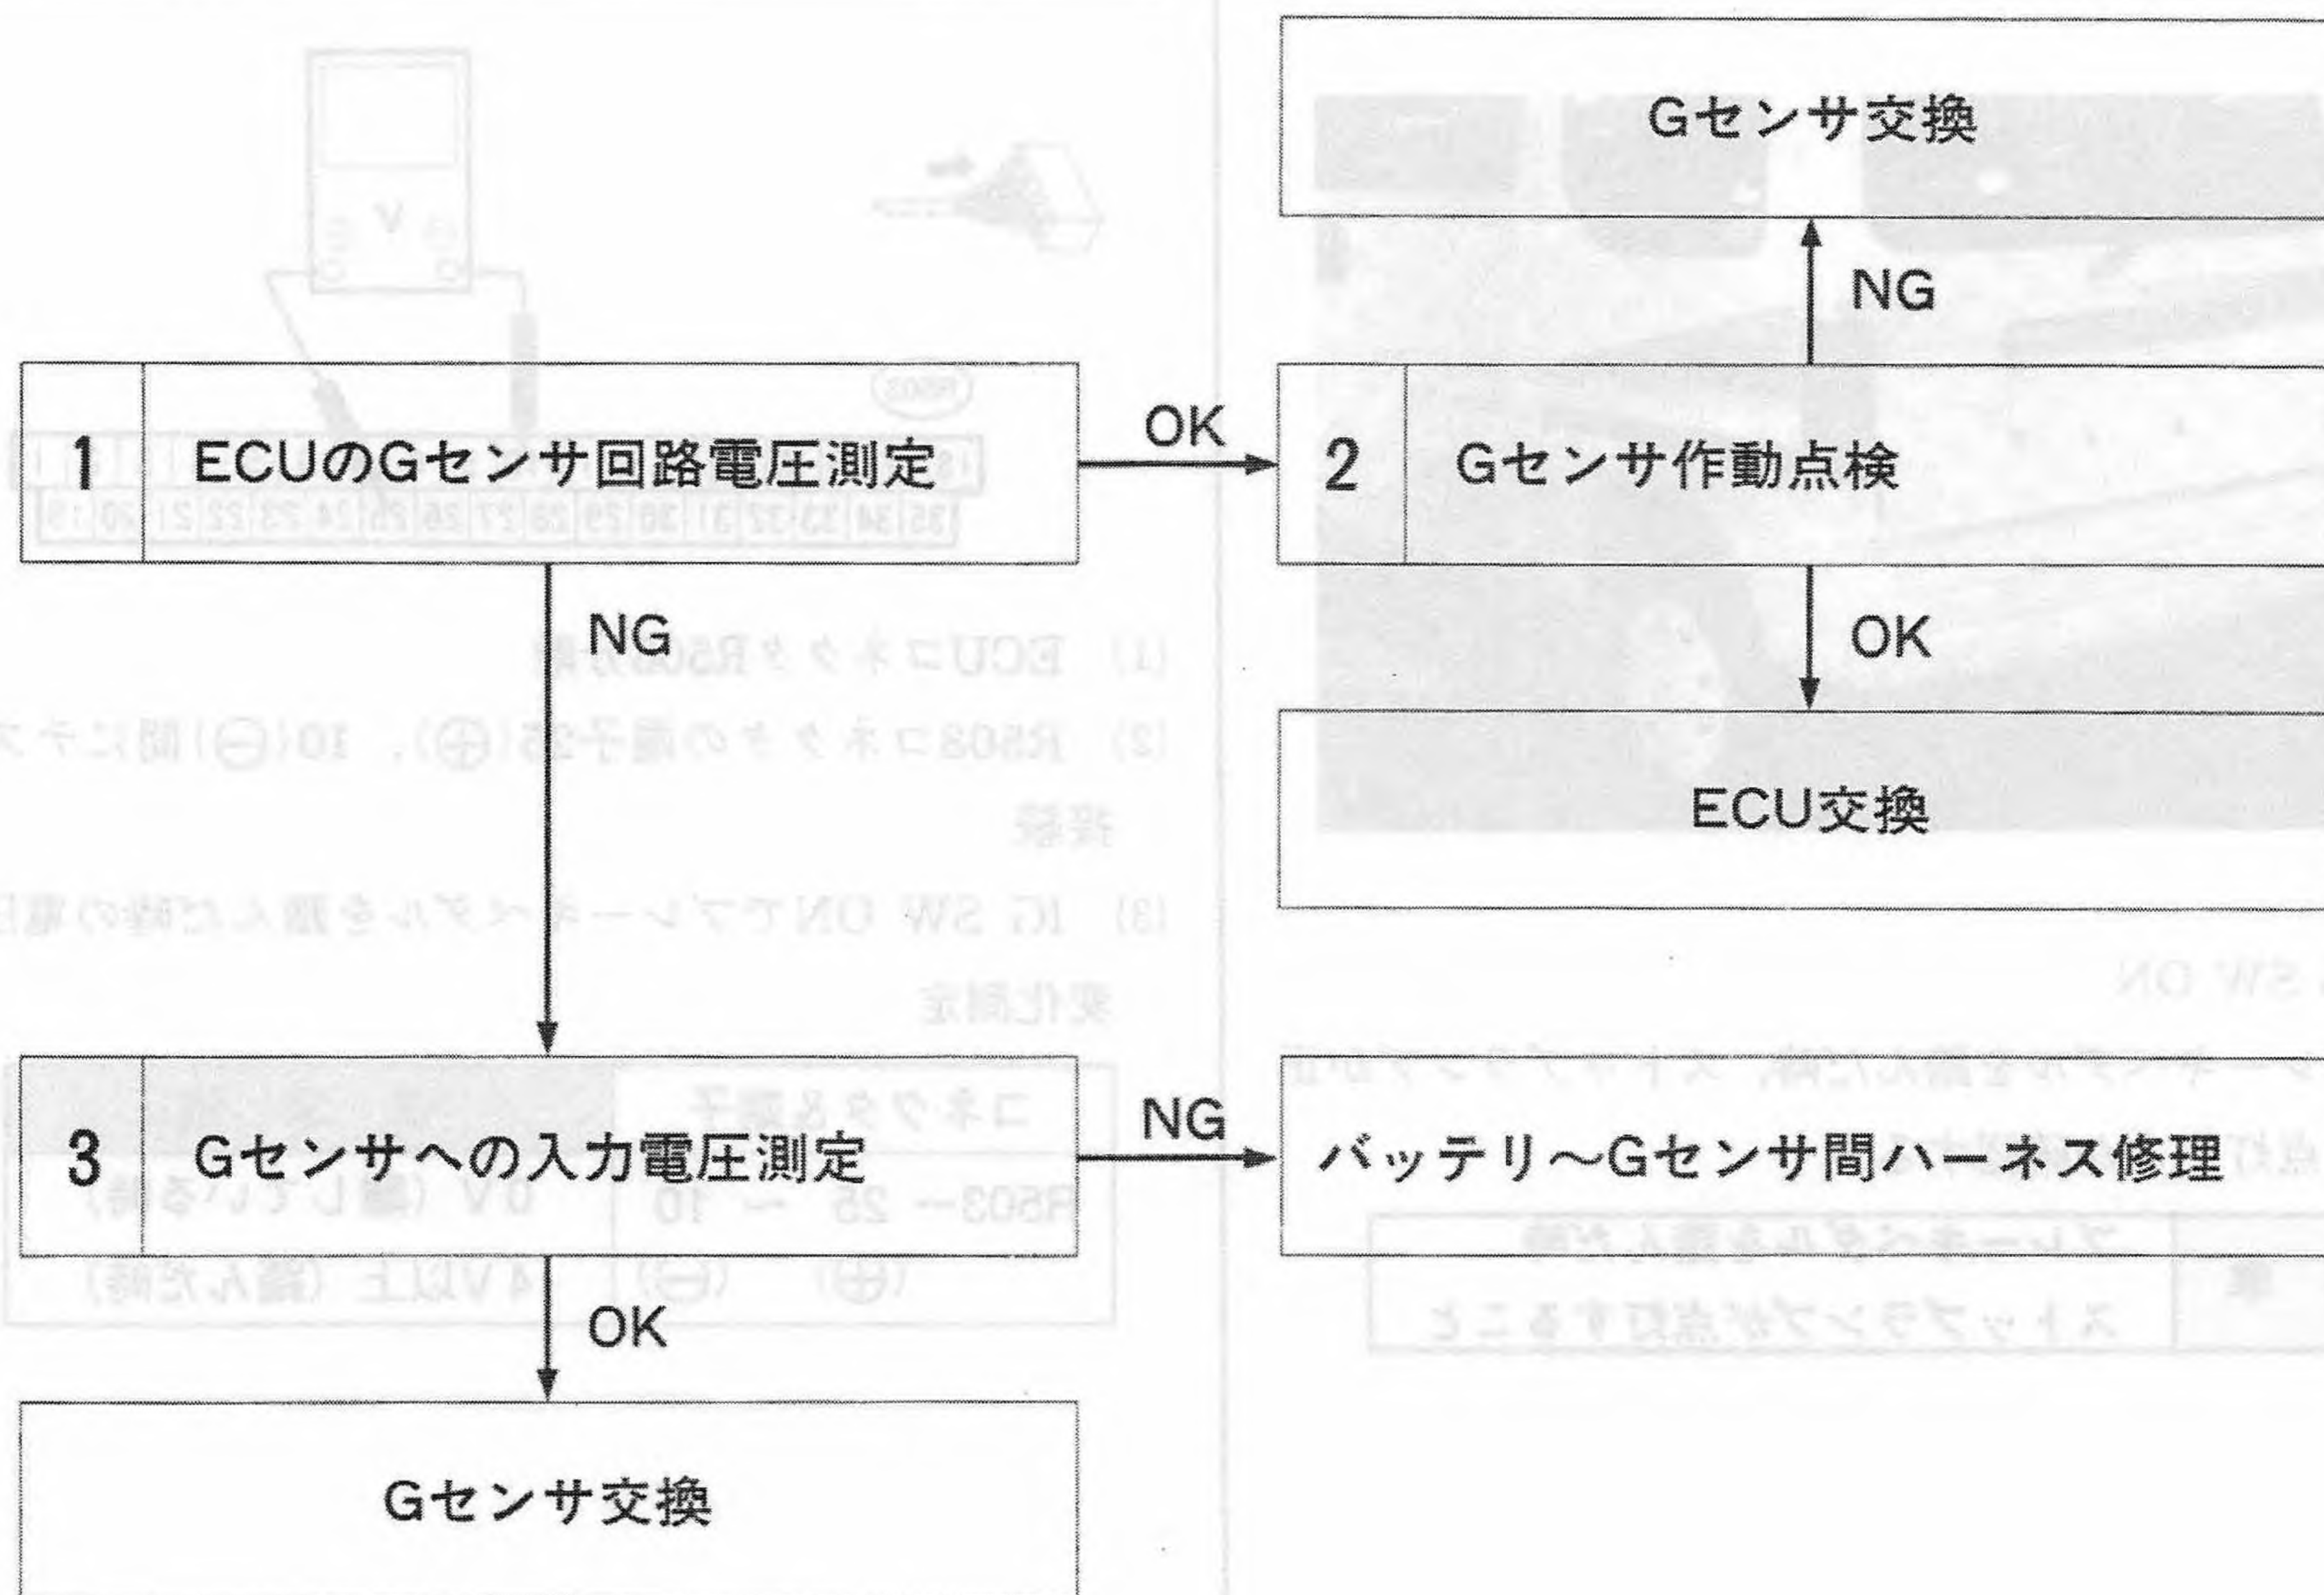 Gセンサ交換
NG
1 ECUのGセンサ回路電圧測定
OK
2 Gセンサ作動点検
NG
OK
ECU交換
3 Gセンサへの入力電圧測定
NG
バッテリ〜Gセンサ間ハーネス修理
OK
Gセンサ交換